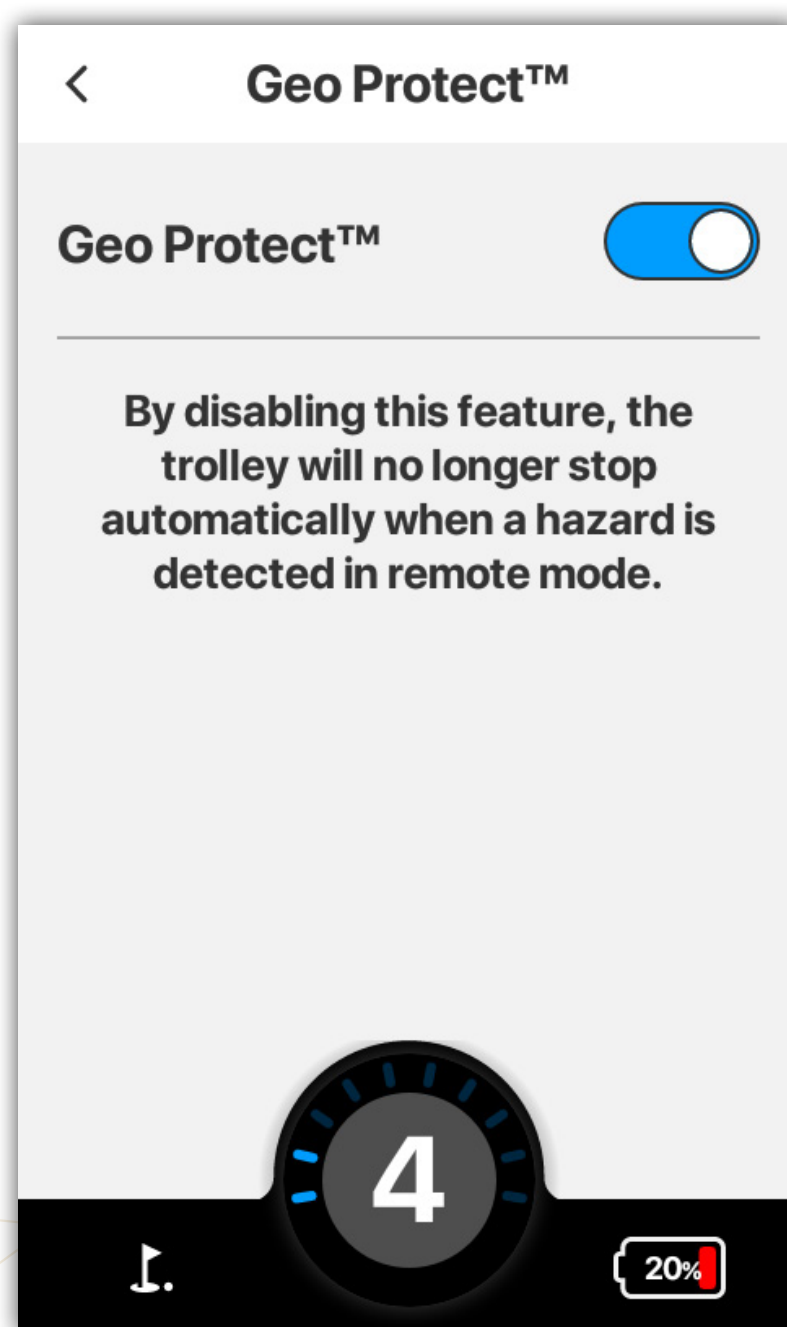 Geo Protect™
Geo Protect™
By disabling this feature, the
trolley will no longer stop
automatically when a hazard is
detected in remote mode.
4
20%